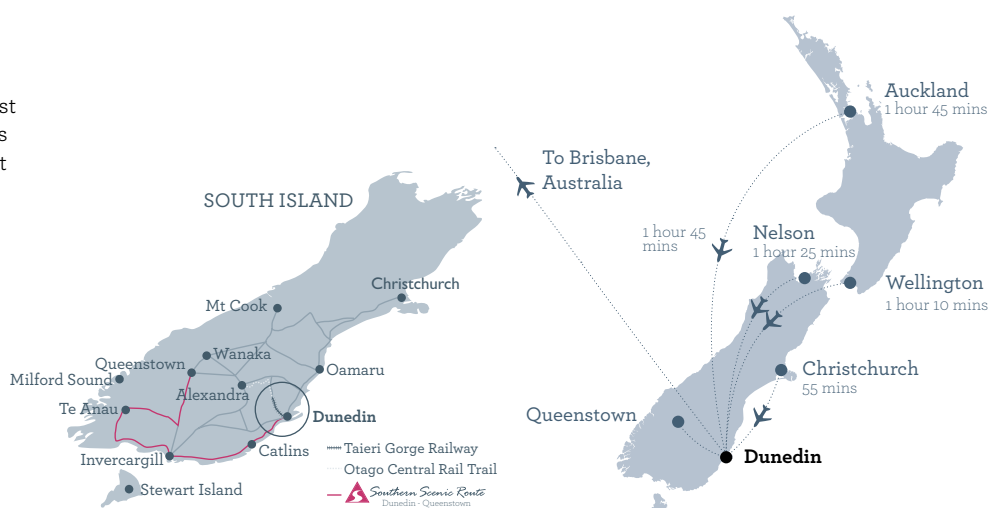 st
s
t
SOUTH ISLAND
Christchurch
Mt Cook
Wanaka
Queenstown
Oamaru
Milford Sound
Alexandra
Te Anau
Dunedin
Catlins
Invercargill
Stewart Island
Taieri Gorge Railway
Otago Central Rail Trail
Southern Scenic Route
Dunedin - Queenstown
To Brisbane,
Australia
Auckland
1 hour 45 mins
1 hour 45
mins
Nelson
1 hour 25 mins
Wellington
1 hour 10 mins
Christchurch
55 mins
Queenstown
Dunedin